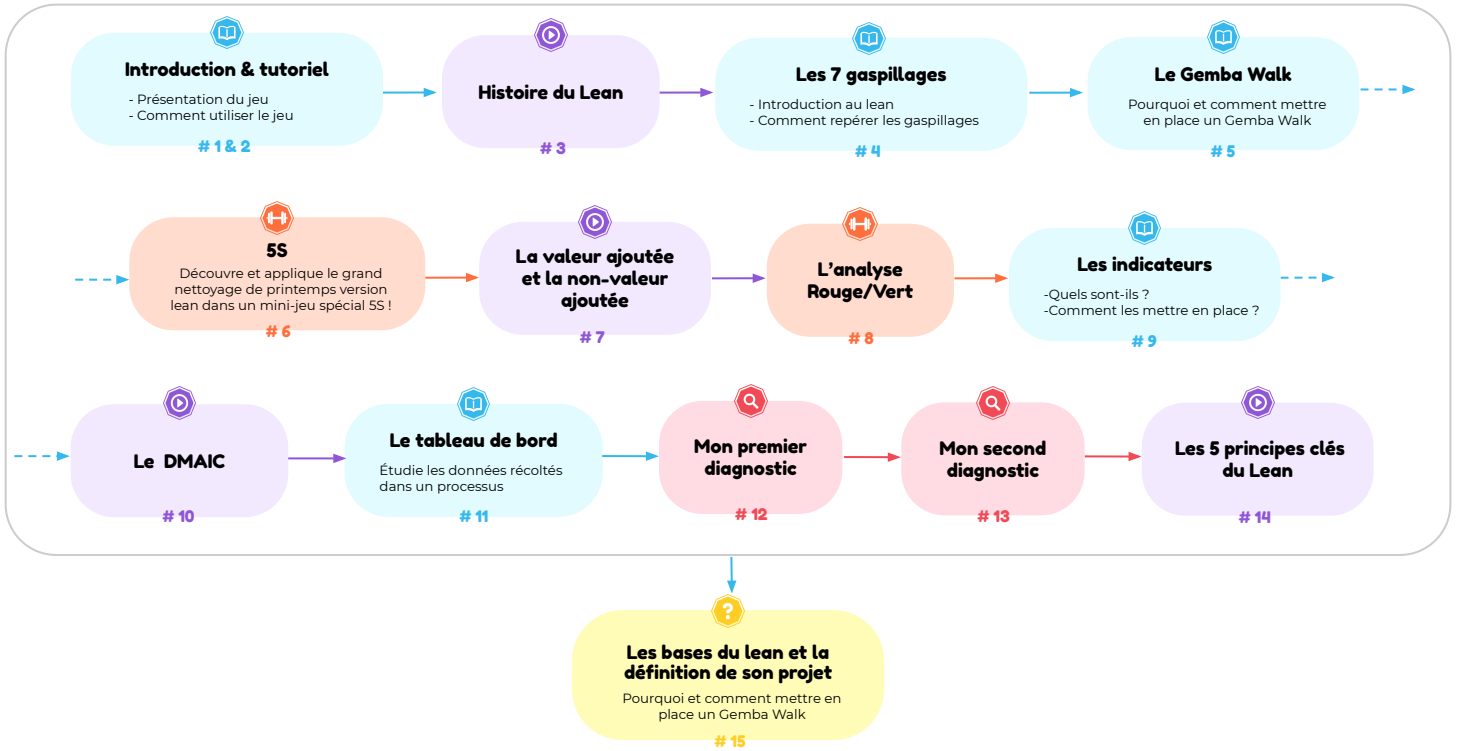 Introduction & tutoriel
- Présentation du jeu
- Comment utiliser le jeu
# 1 & 2
Histoire du Lean
# 3
Les 7 gaspillages
- Introduction au lean
- Comment repérer les gaspillages
# 4
Le Gemba Walk
Pourquoi et comment mettre
en place un Gemba Walk
# 5
5S
Découvre et applique le grand
nettoyage de printemps version
lean dans un mini-jeu spécial 5S !
# 6
La valeur ajoutée
et la non-valeur
ajoutée
# 7
L’analyse
Rouge/Vert
# 8
Les indicateurs
-Quels sont-ils ?
-Comment les mettre en place ?
# 9
Le DMAIC
# 10
Le tableau de bord
Étudie les données récoltés
dans un processus
# 11
Mon premier
diagnostic
# 12
Mon second
diagnostic
# 13
Les 5 principes clés
du Lean
# 14
?
Les bases du lean et la
définition de son projet
Pourquoi et comment mettre en
place un Gemba Walk
# 15